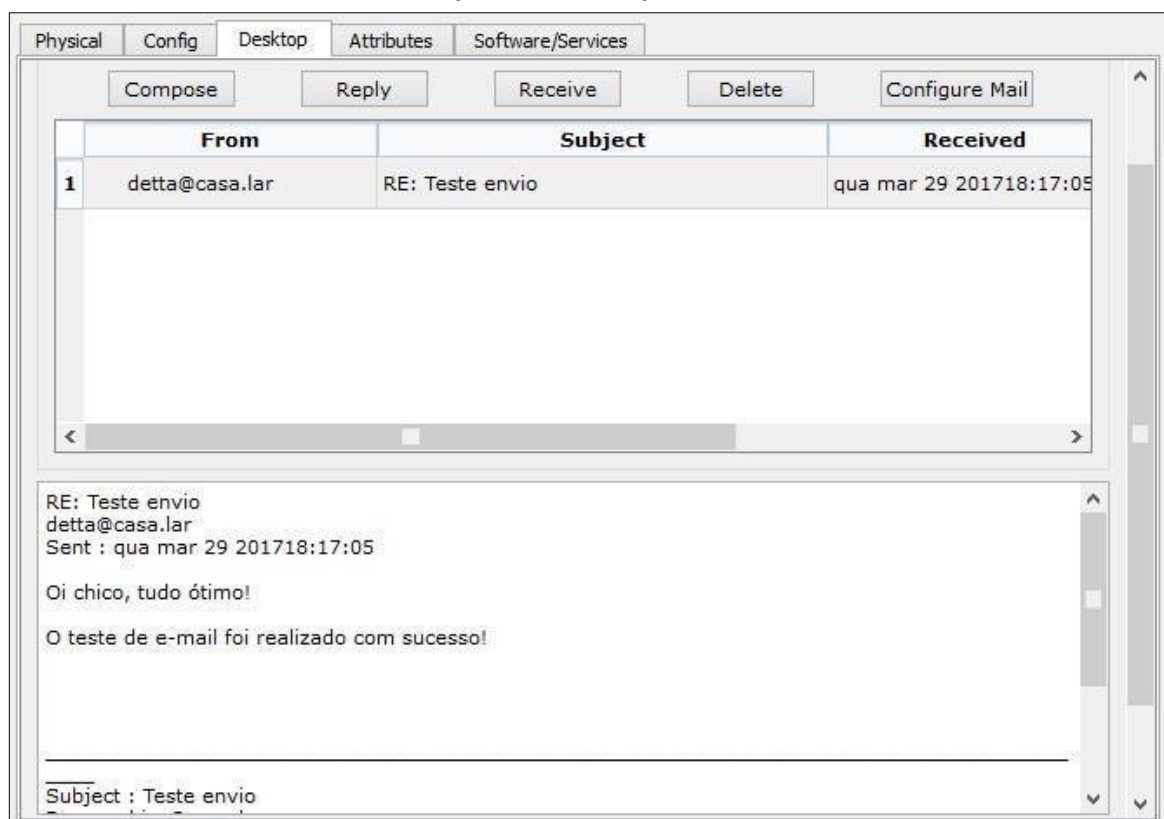 Physical Config Desktop Attributes Software/Services
Compose Reply Receive Delete Configure Mail
From Subject Received
1 detta@casa.lar RE: Teste envio qua mar 29 201718:17:05
RE: Teste envio
detta@casa.lar
Sent : qua mar 29 201718:17:05
Oi chico, tudo ótimo!
O teste de e-mail foi realizado com sucesso!
Subject : Teste envio